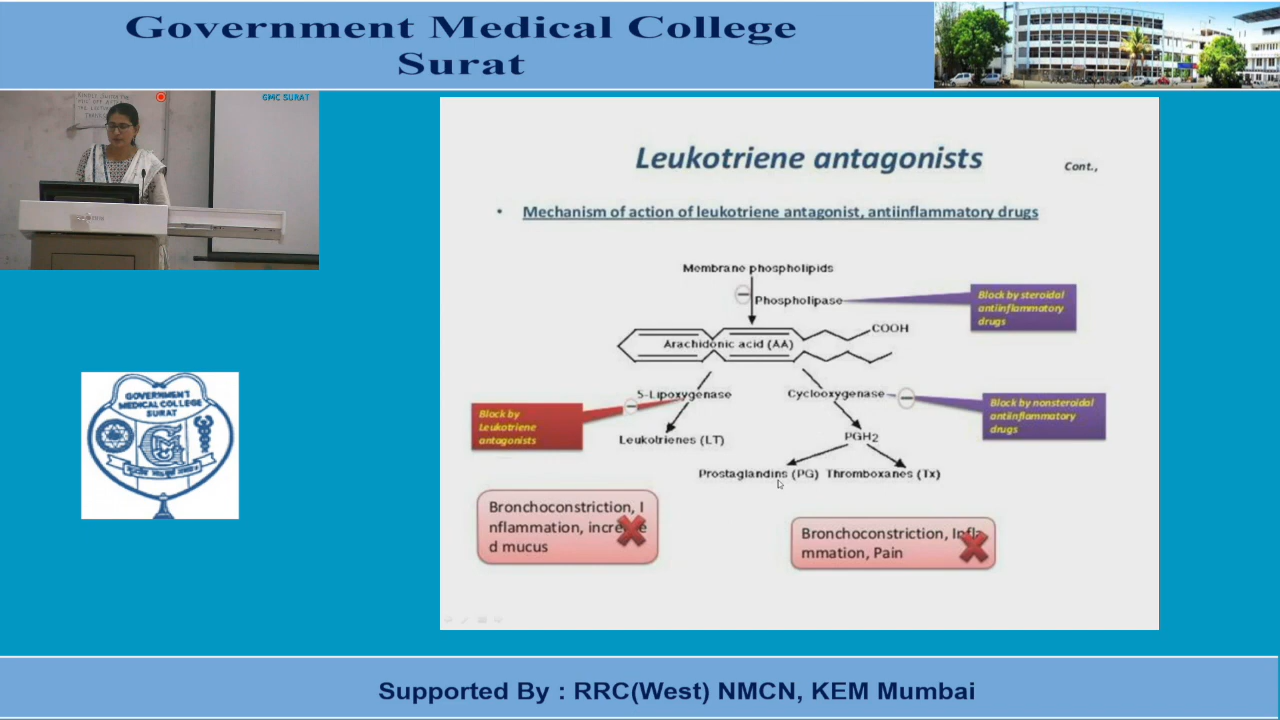 Government Medical College
Surat
GMC SURAT
Leukotriene antagonists
Cont.,
• Mechanism of action of leukotriene antagonist, antiinflammatory drugs
Membrane phospholipids
Phospholipase
Block by steroidal
antiinflammatory
drugs
COOH
Arachidonic acid (AA)
5-Lipoxygenase
Cyclooxygenase
Block by
Leukotriene
antagonists
Block by nonsteroidal
antiinflammatory
drugs
Leukotrienes (LT)
PGH2
Prostaglandins (PG) Thromboxanes (Tx)
Bronchoconstriction, I
nflammation,
d mucus
Bronchoconstriction,
mmation, Pain
GOVERNMENT
MEDICAL COLLEGE
SURAT
Supported By : RRC(West) NMCN, KEM Mumbai